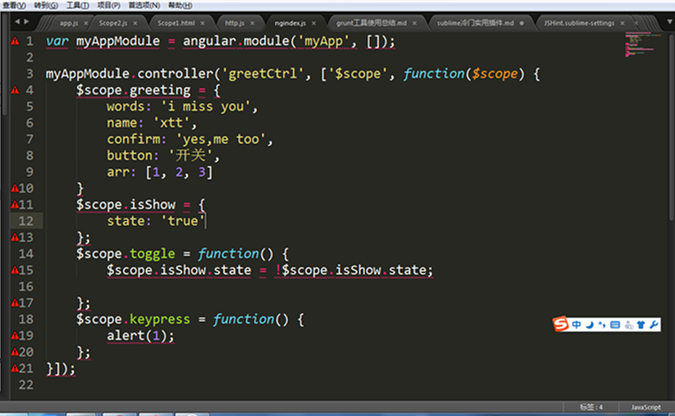 查看(V) 转到(G) 工具(T) 项目(P) 首选项(N) 帮助(H)
app.js Scope2.js Scope1.html http.js ngindex.js grunt工具使用总结.md sublime冷门实用插件.md JSHint.sublime-settings
1 var myAppModule = angular.module('myApp', []);
2
3 myAppModule.controller('greetCtrl', ['$scope', function($scope) {
4 $scope.greeting = {
5 words: 'i miss you',
6 name: 'xtt',
7 confirm: 'yes,me too',
8 button: '开关',
9 arr: [1, 2, 3]
10 }
11 $scope.isShow = {
12 state: 'true'
13 };
14 $scope.toggle = function() {
15 $scope.isShow.state = !$scope.isShow.state;
16
17 };
18 $scope.keypress = function() {
19 alert(1);
20 };
21 }]);
22
S 中
标签: 4 JavaScript